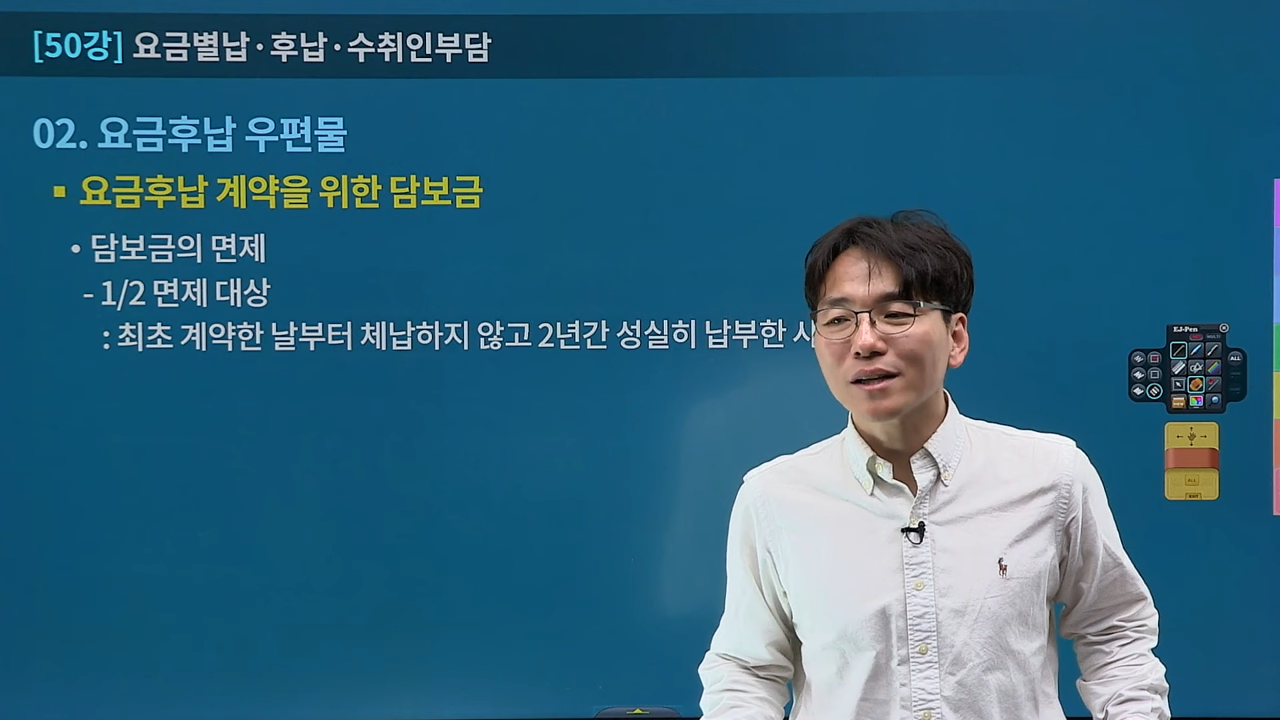 [50강] 요금별납·후납·수취인부담
02. 요금후납 우편물
▪ 요금후납 계약을 위한 담보금
• 담보금의 면제
- 1/2 면제 대상
: 최초 계약한 날부터 체납하지 않고 2년간 성실히 납부한 사
EJ-Pen
ALL
ALL
EXIT